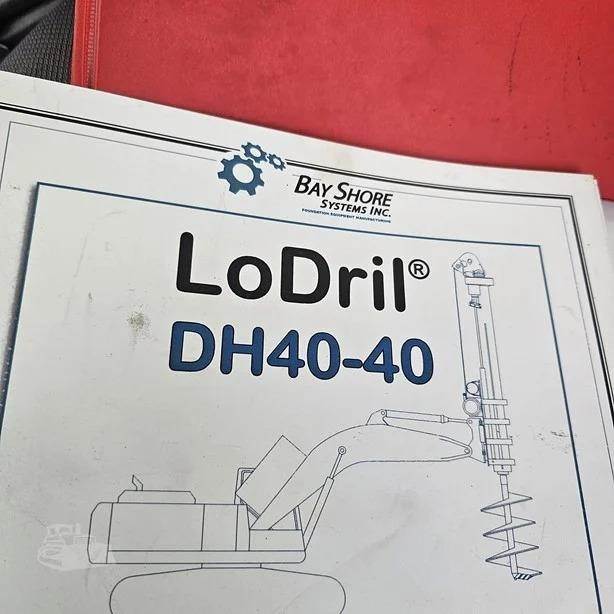 BAY SHORE
SYSTEMS INC.
FOUNDATION EQUIPMENT MANUFACTURING
LoDril®
DH40-40